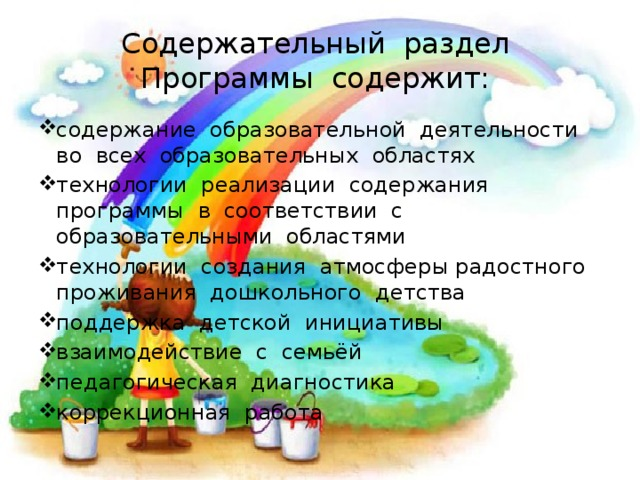 Содержательный раздел
Программы содержит:
❖содержание образовательной деятельности
во всех образовательных областях
❖технологии реализации содержания
программы в соответствии с
образовательными областями
❖технологии создания атмосферы радостного
проживания дошкольного детства
❖поддержка детской инициативы
❖взаимодействие с семьёй
❖педагогическая диагностика
❖коррекционная работа